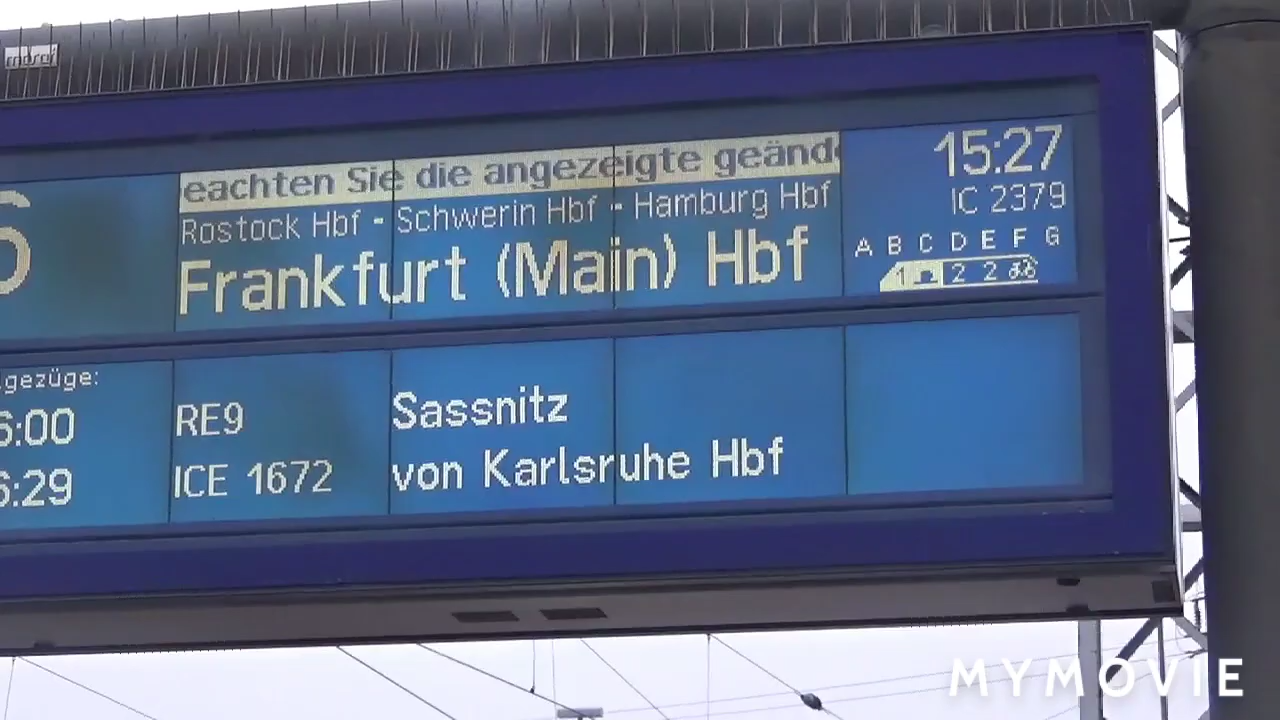 eachten Sie die angezeigte geände
Rostock Hbf - Schwerin Hbf - Hamburg Hbf
Frankfurt (Main) Hbf
15:27
IC 2379
A B C D E F G
1 2 2
gezüge:
6:00 RE9 Sassnitz
6:29 ICE 1672 von Karlsruhe Hbf
MYMOVIE